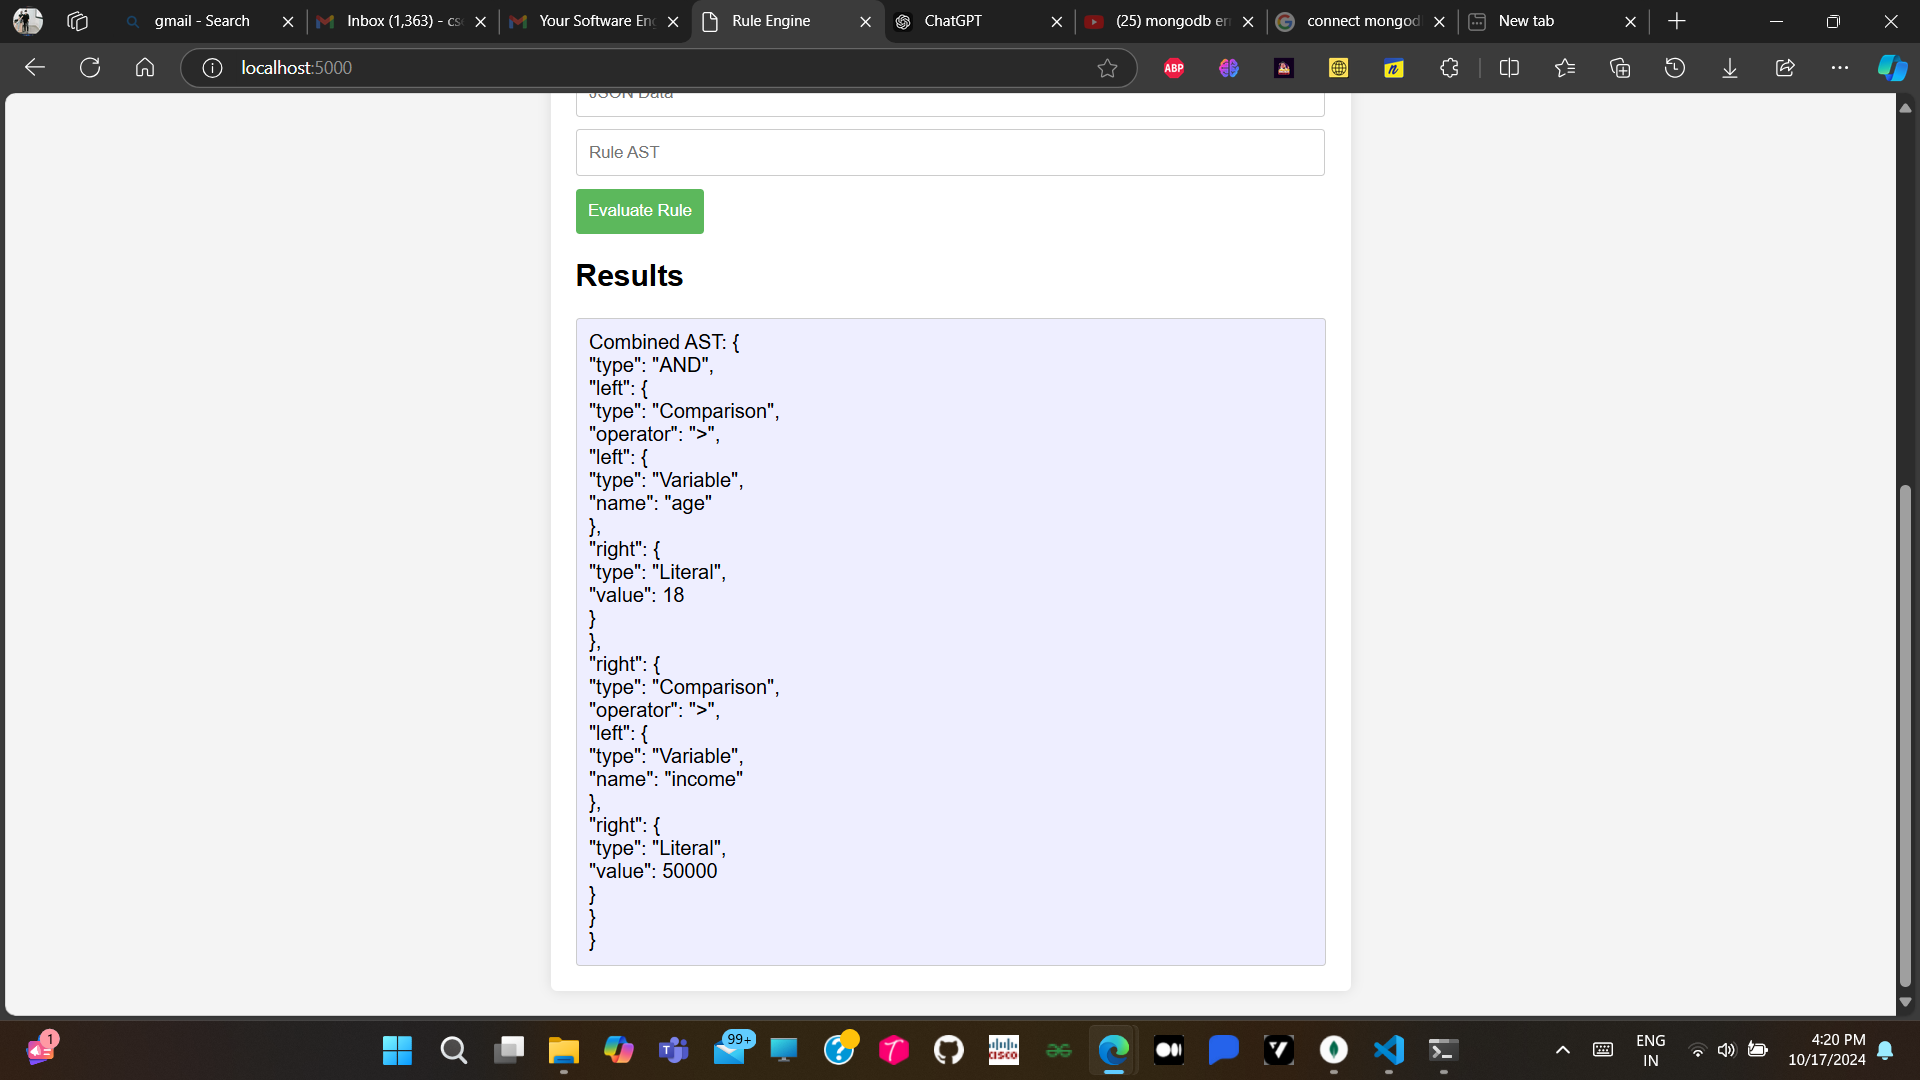 gmail - Search
Inbox (1,363) - cse
Your Software Eng
Rule Engine
ChatGPT
(25) mongodb err
connect mongod
New tab
localhost:5000
ABP
n
JSON Data
Rule AST
Evaluate Rule
Results
Combined AST: {
"type": "AND",
"left": {
"type": "Comparison",
"operator": ">",
"left": {
"type": "Variable",
"name": "age"
},
"right": {
"type": "Literal",
"value": 18
}
},
"right": {
"type": "Comparison",
"operator": ">",
"left": {
"type": "Variable",
"name": "income"
},
"right": {
"type": "Literal",
"value": 50000
}
}
}
1
99+
CISCO
ENG
IN
4:20 PM
10/17/2024